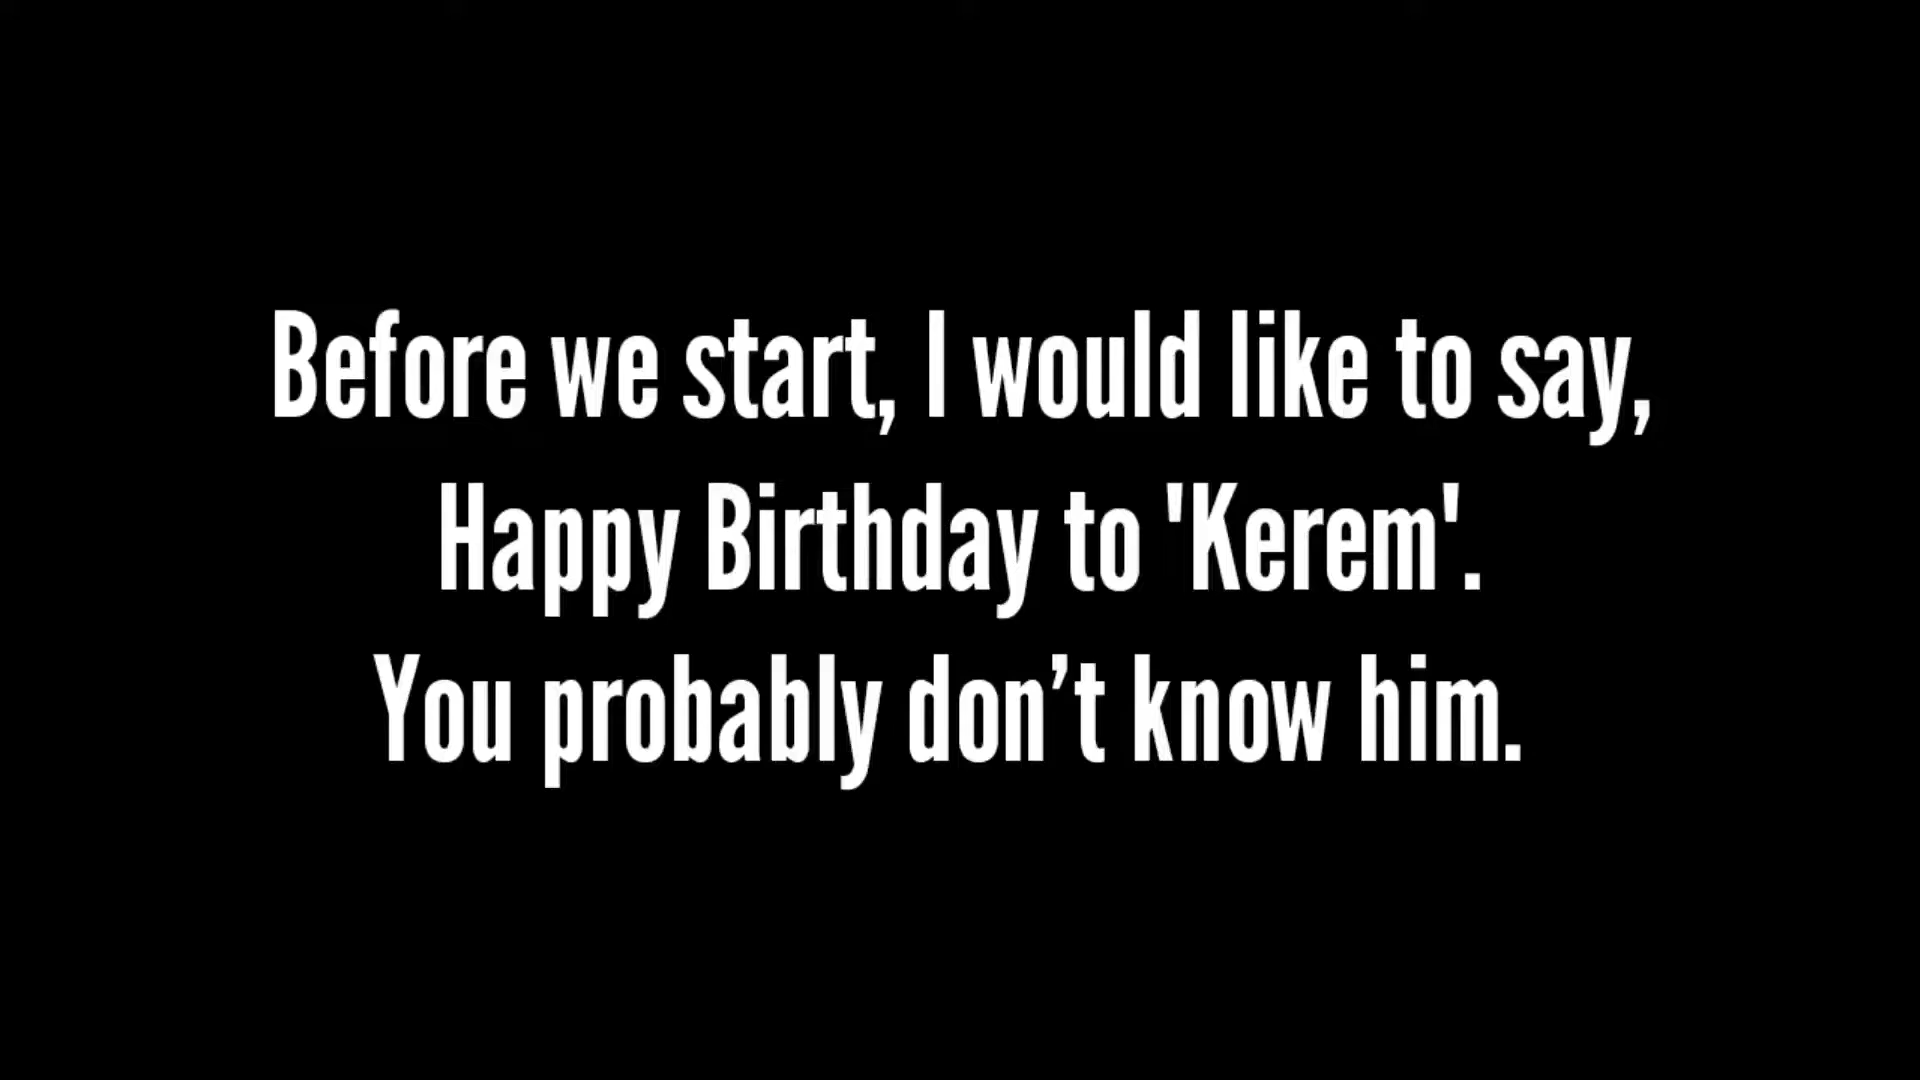 Before we start, I would like to say,
Happy Birthday to 'Kerem'.
You probably don’t know him.